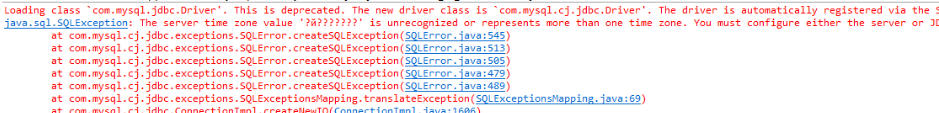 Loading class `com.mysql.jdbc.Driver'. This is deprecated. The new driver class is `com.mysql.cj.jdbc.Driver'. The driver is automatically registered via the S
java.sql.SQLException: The server time zone value '?й???????' is unrecognized or represents more than one time zone. You must configure either the server or JD
at com.mysql.cj.jdbc.exceptions.SQLError.createSQLException(SQLError.java:545)
at com.mysql.cj.jdbc.exceptions.SQLError.createSQLException(SQLError.java:513)
at com.mysql.cj.jdbc.exceptions.SQLError.createSQLException(SQLError.java:505)
at com.mysql.cj.jdbc.exceptions.SQLError.createSQLException(SQLError.java:479)
at com.mysql.cj.jdbc.exceptions.SQLError.createSQLException(SQLError.java:489)
at com.mysql.cj.jdbc.exceptions.SQLExceptionsMapping.translateException(SQLExceptionsMapping.java:69)
at com.mysql.cj.jdbc.ConnectionImpl.createNewIO(ConnectionImpl.java:1606)